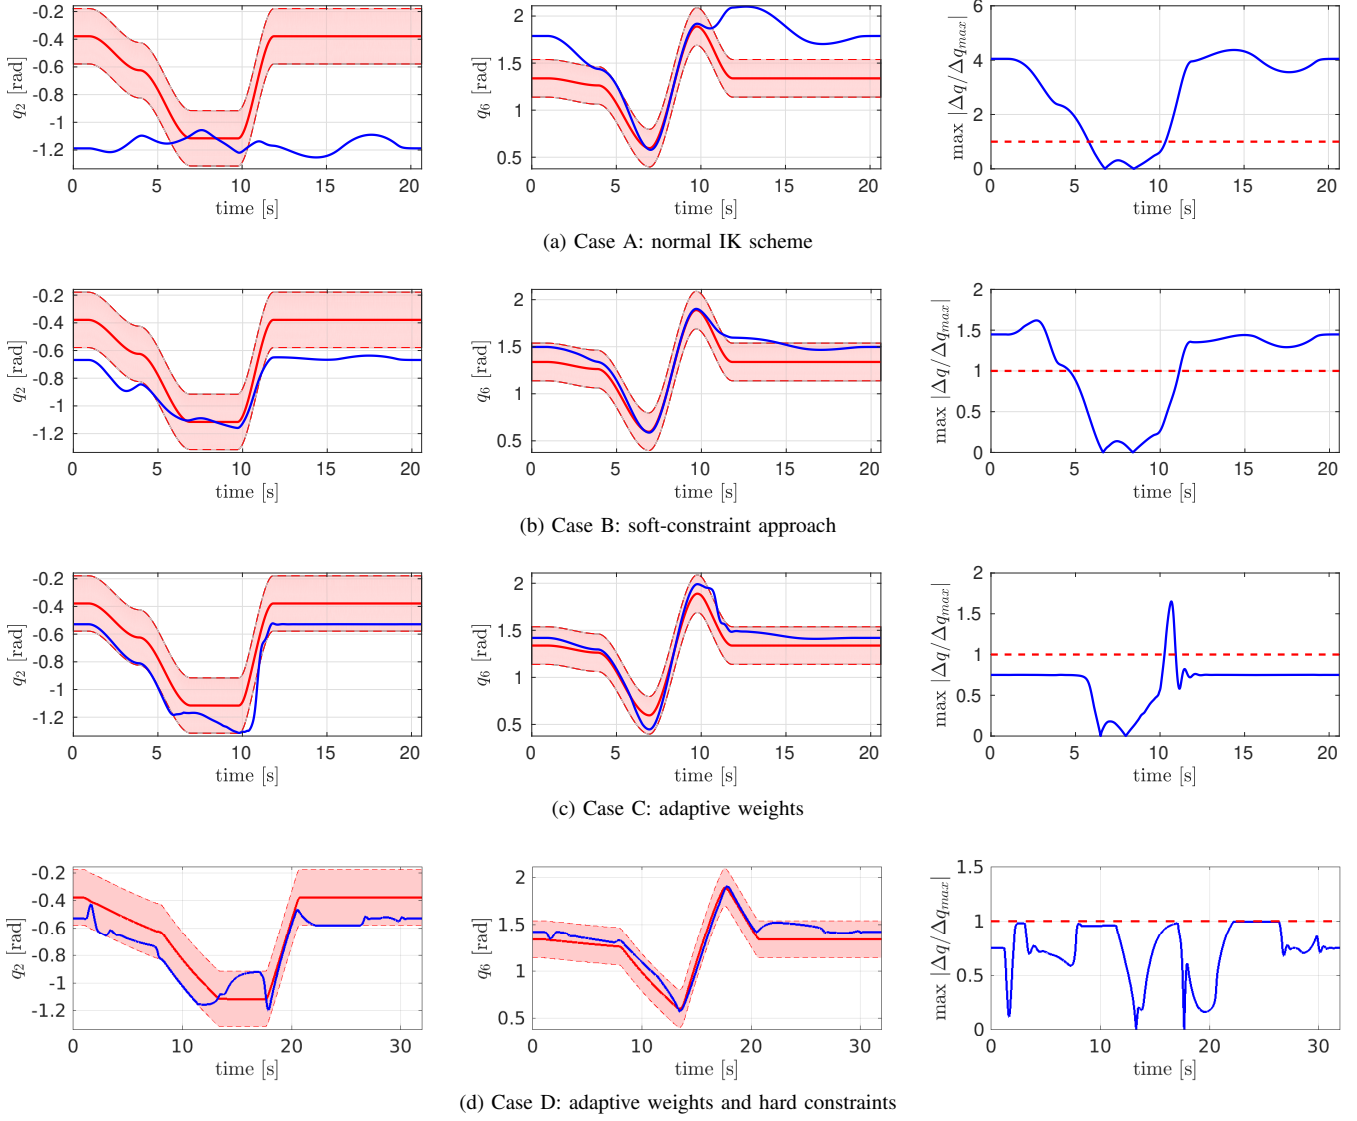 -0.2
-0.4
-0.6
-0.8
-1
-1.2
q₂ [rad]
0 5 10 15 20
time [s]
2
1.5
1
0.5
q₆ [rad]
0 5 10 15 20
time [s]
6
4
2
0
max |Δq/Δq_max|
0 5 10 15 20
time [s]
(a) Case A: normal IK scheme
-0.2
-0.4
-0.6
-0.8
-1
-1.2
q₂ [rad]
0 5 10 15 20
time [s]
2
1.5
1
0.5
q₆ [rad]
0 5 10 15 20
time [s]
2
1.5
1
0.5
0
max |Δq/Δq_max|
0 5 10 15 20
time [s]
(b) Case B: soft-constraint approach
-0.2
-0.4
-0.6
-0.8
-1
-1.2
q₂ [rad]
0 5 10 15 20
time [s]
2
1.5
1
0.5
q₆ [rad]
0 5 10 15 20
time [s]
2
1.5
1
0.5
0
max |Δq/Δq_max|
0 5 10 15 20
time [s]
(c) Case C: adaptive weights
-0.2
-0.4
-0.6
-0.8
-1
-1.2
q₂ [rad]
0 10 20 30
time [s]
2
1.5
1
0.5
q₆ [rad]
0 10 20 30
time [s]
1.5
1
0.5
0
max |Δq/Δq_max|
0 10 20 30
time [s]
(d) Case D: adaptive weights and hard constraints